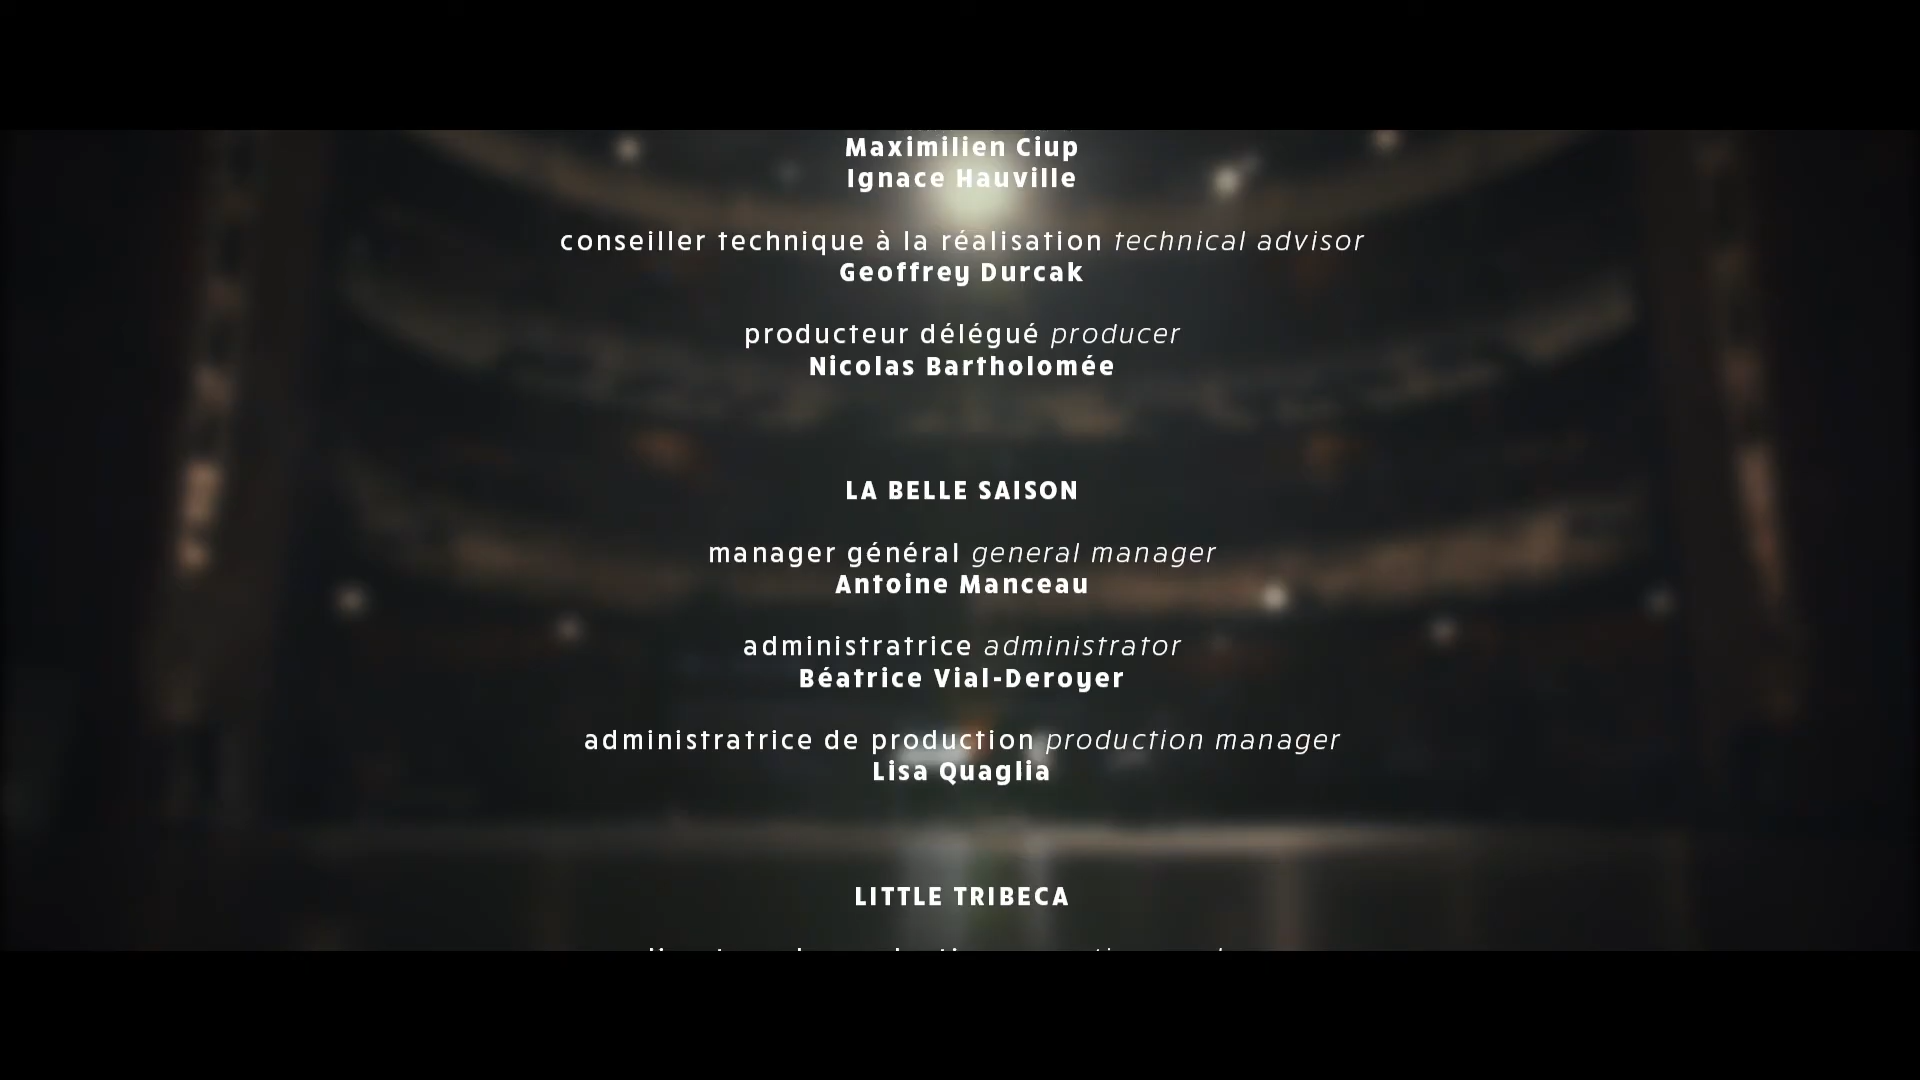 Maximilien Ciup
Ignace Hauville
conseiller technique à la réalisation technical advisor
Geoffrey Durcak
producteur délégué producer
Nicolas Bartholomée
LA BELLE SAISON
manager général general manager
Antoine Manceau
administratrice administrator
Béatrice Vial-Deroyer
administratrice de production production manager
Lisa Quaglia
LITTLE TRIBECA